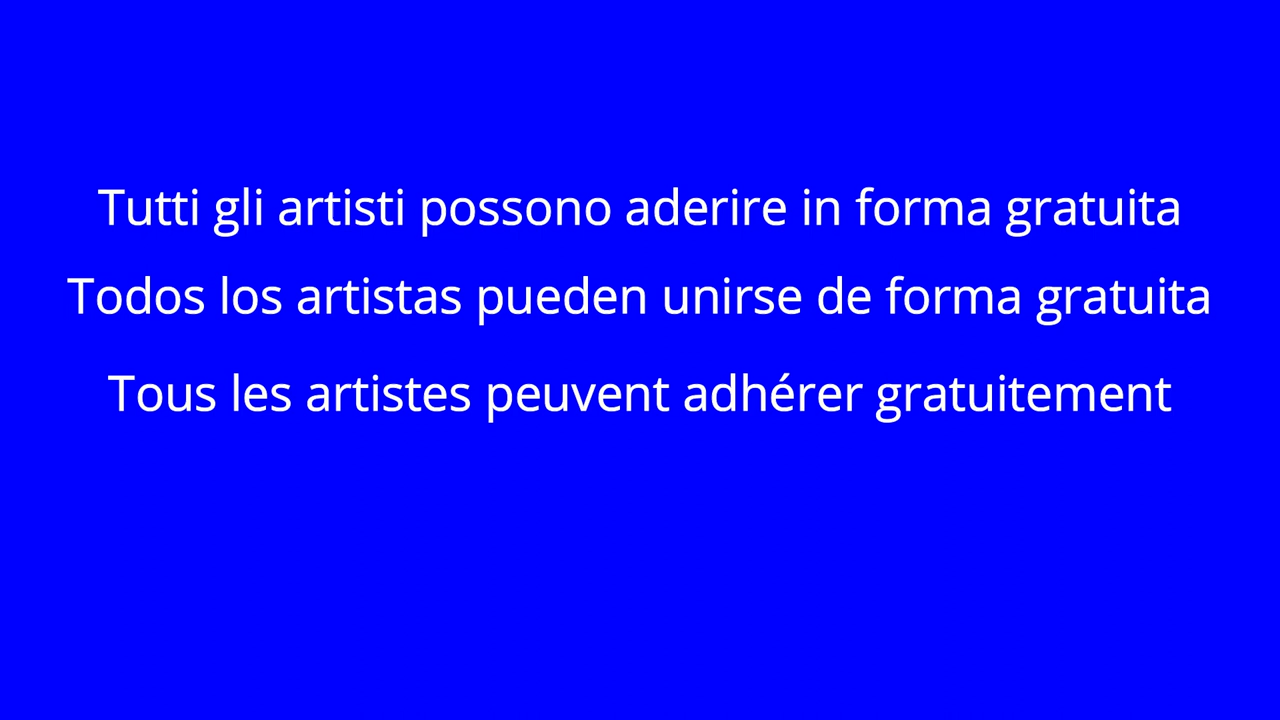 Tutti gli artisti possono aderire in forma gratuita
Todos los artistas pueden unirse de forma gratuita
Tous les artistes peuvent adhérer gratuitement